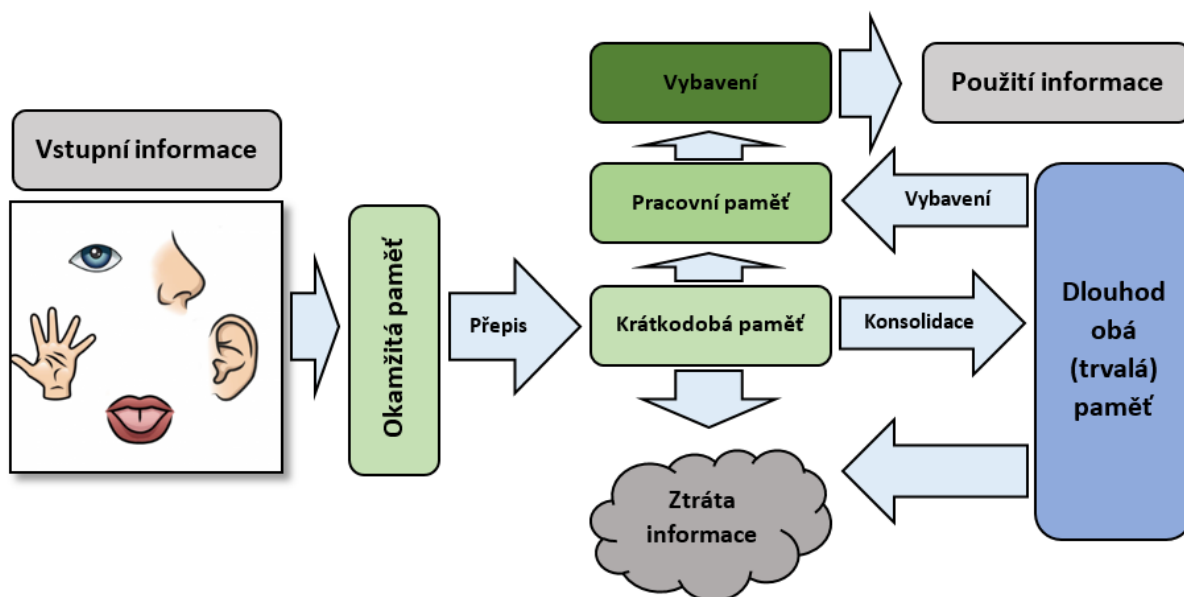 Vstupní informace
Okamžitá paměť
Přepis
Vybavení
Použití informace
Pracovní paměť
Vybavení
Krátkodobá paměť
Konsolidace
Dlouhod
obá
(trvalá)
paměť
Ztráta
informace